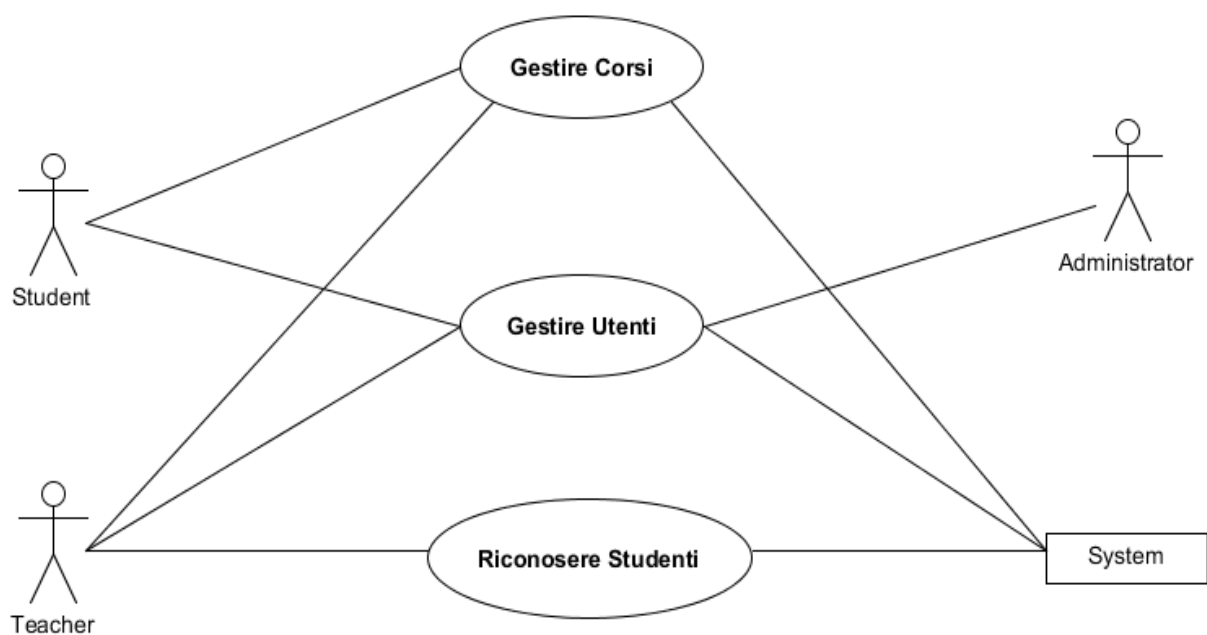 Gestire Corsi
Student
Administrator
Gestire Utenti
Teacher
Riconosere Studenti
System